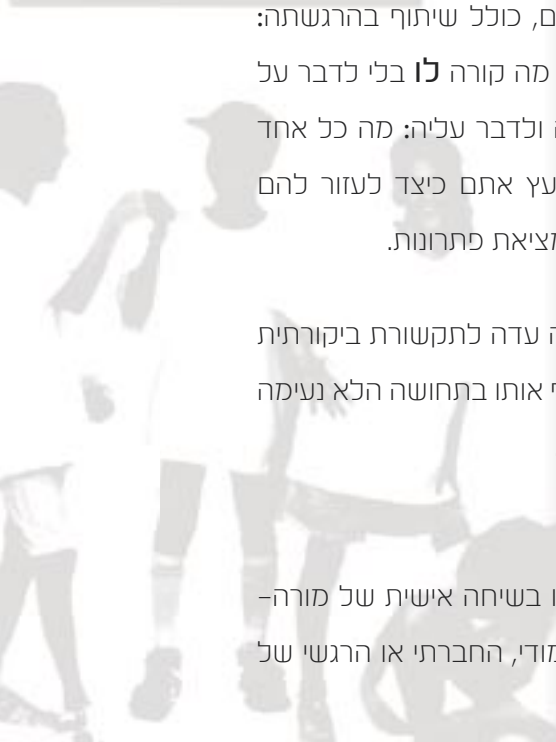 ם, כולל שיתוף בהרגשתה:
מה קורה לו בלי לדבר על
ולדבר עליה: מה כל אחד
עץ אתם כיצד לעזור להם
מציאת פתרונות.
ה עדה לתקשורת ביקורתית
אותו בתחושה הלא נעימה
ו בשיחה אישית של מורה–
מודי, החברתי או הרגשי של